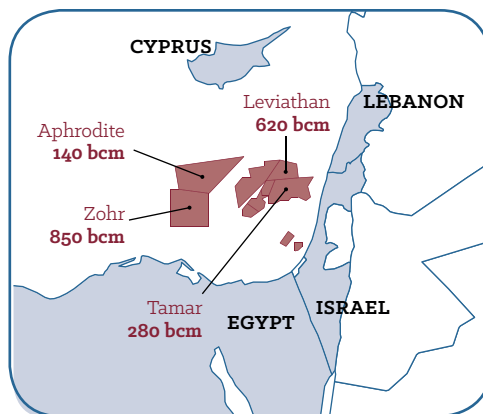 CYPRUS
Leviathan
620 bcm
LEBANON
Aphrodite
140 bcm
Zohr
850 bcm
Tamar
280 bcm
EGYPT
ISRAEL